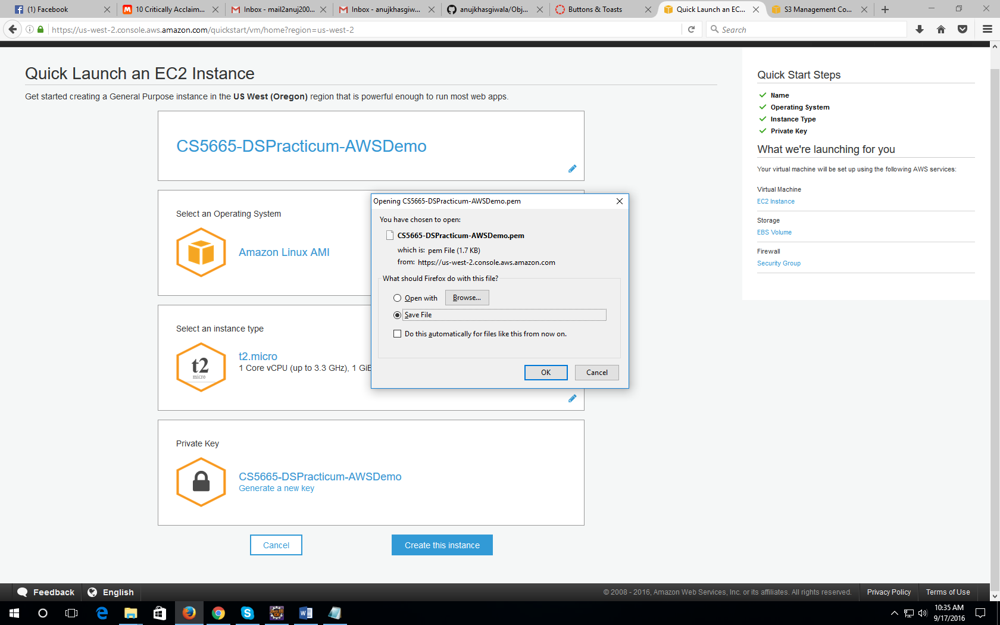 (1) Facebook
10 Critically Acclaim...
Inbox - mail2anuj200...
Inbox - anujkhasgiw...
anujkhasgiwala/Obj...
Buttons & Toasts
Quick Launch an EC...
S3 Management Co...
https://us-west-2.console.aws.amazon.com/quickstart/vm/home?region=us-west-2
Search
Quick Launch an EC2 Instance
Get started creating a General Purpose instance in the US West (Oregon) region that is powerful enough to run most web apps.
CS5665-DSPracticum-AWSDemo
Select an Operating System
Amazon Linux AMI
Select an instance type
t2
micro
t2.micro
1 Core vCPU (up to 3.3 GHz), 1 GiB
Private Key
CS5665-DSPracticum-AWSDemo
Generate a new key
Cancel
Create this instance
Opening CS5665-DSPracticum-AWSDemo.pem
You have chosen to open:
CS5665-DSPracticum-AWSDemo.pem
which is: pem File (1.7 KB)
from: https://us-west-2.console.aws.amazon.com
What should Firefox do with this file?
Open with
Browse...
Save File
Do this automatically for files like this from now on.
OK
Cancel
Quick Start Steps
Name
Operating System
Instance Type
Private Key
What we're launching for you
Your virtual machine will be set up using the following AWS services:
Virtual Machine
EC2 Instance
Storage
EBS Volume
Firewall
Security Group
Feedback
English
© 2008 - 2016, Amazon Web Services, Inc. or its affiliates. All rights reserved.
Privacy Policy
Terms of Use
10:35 AM
9/17/2016